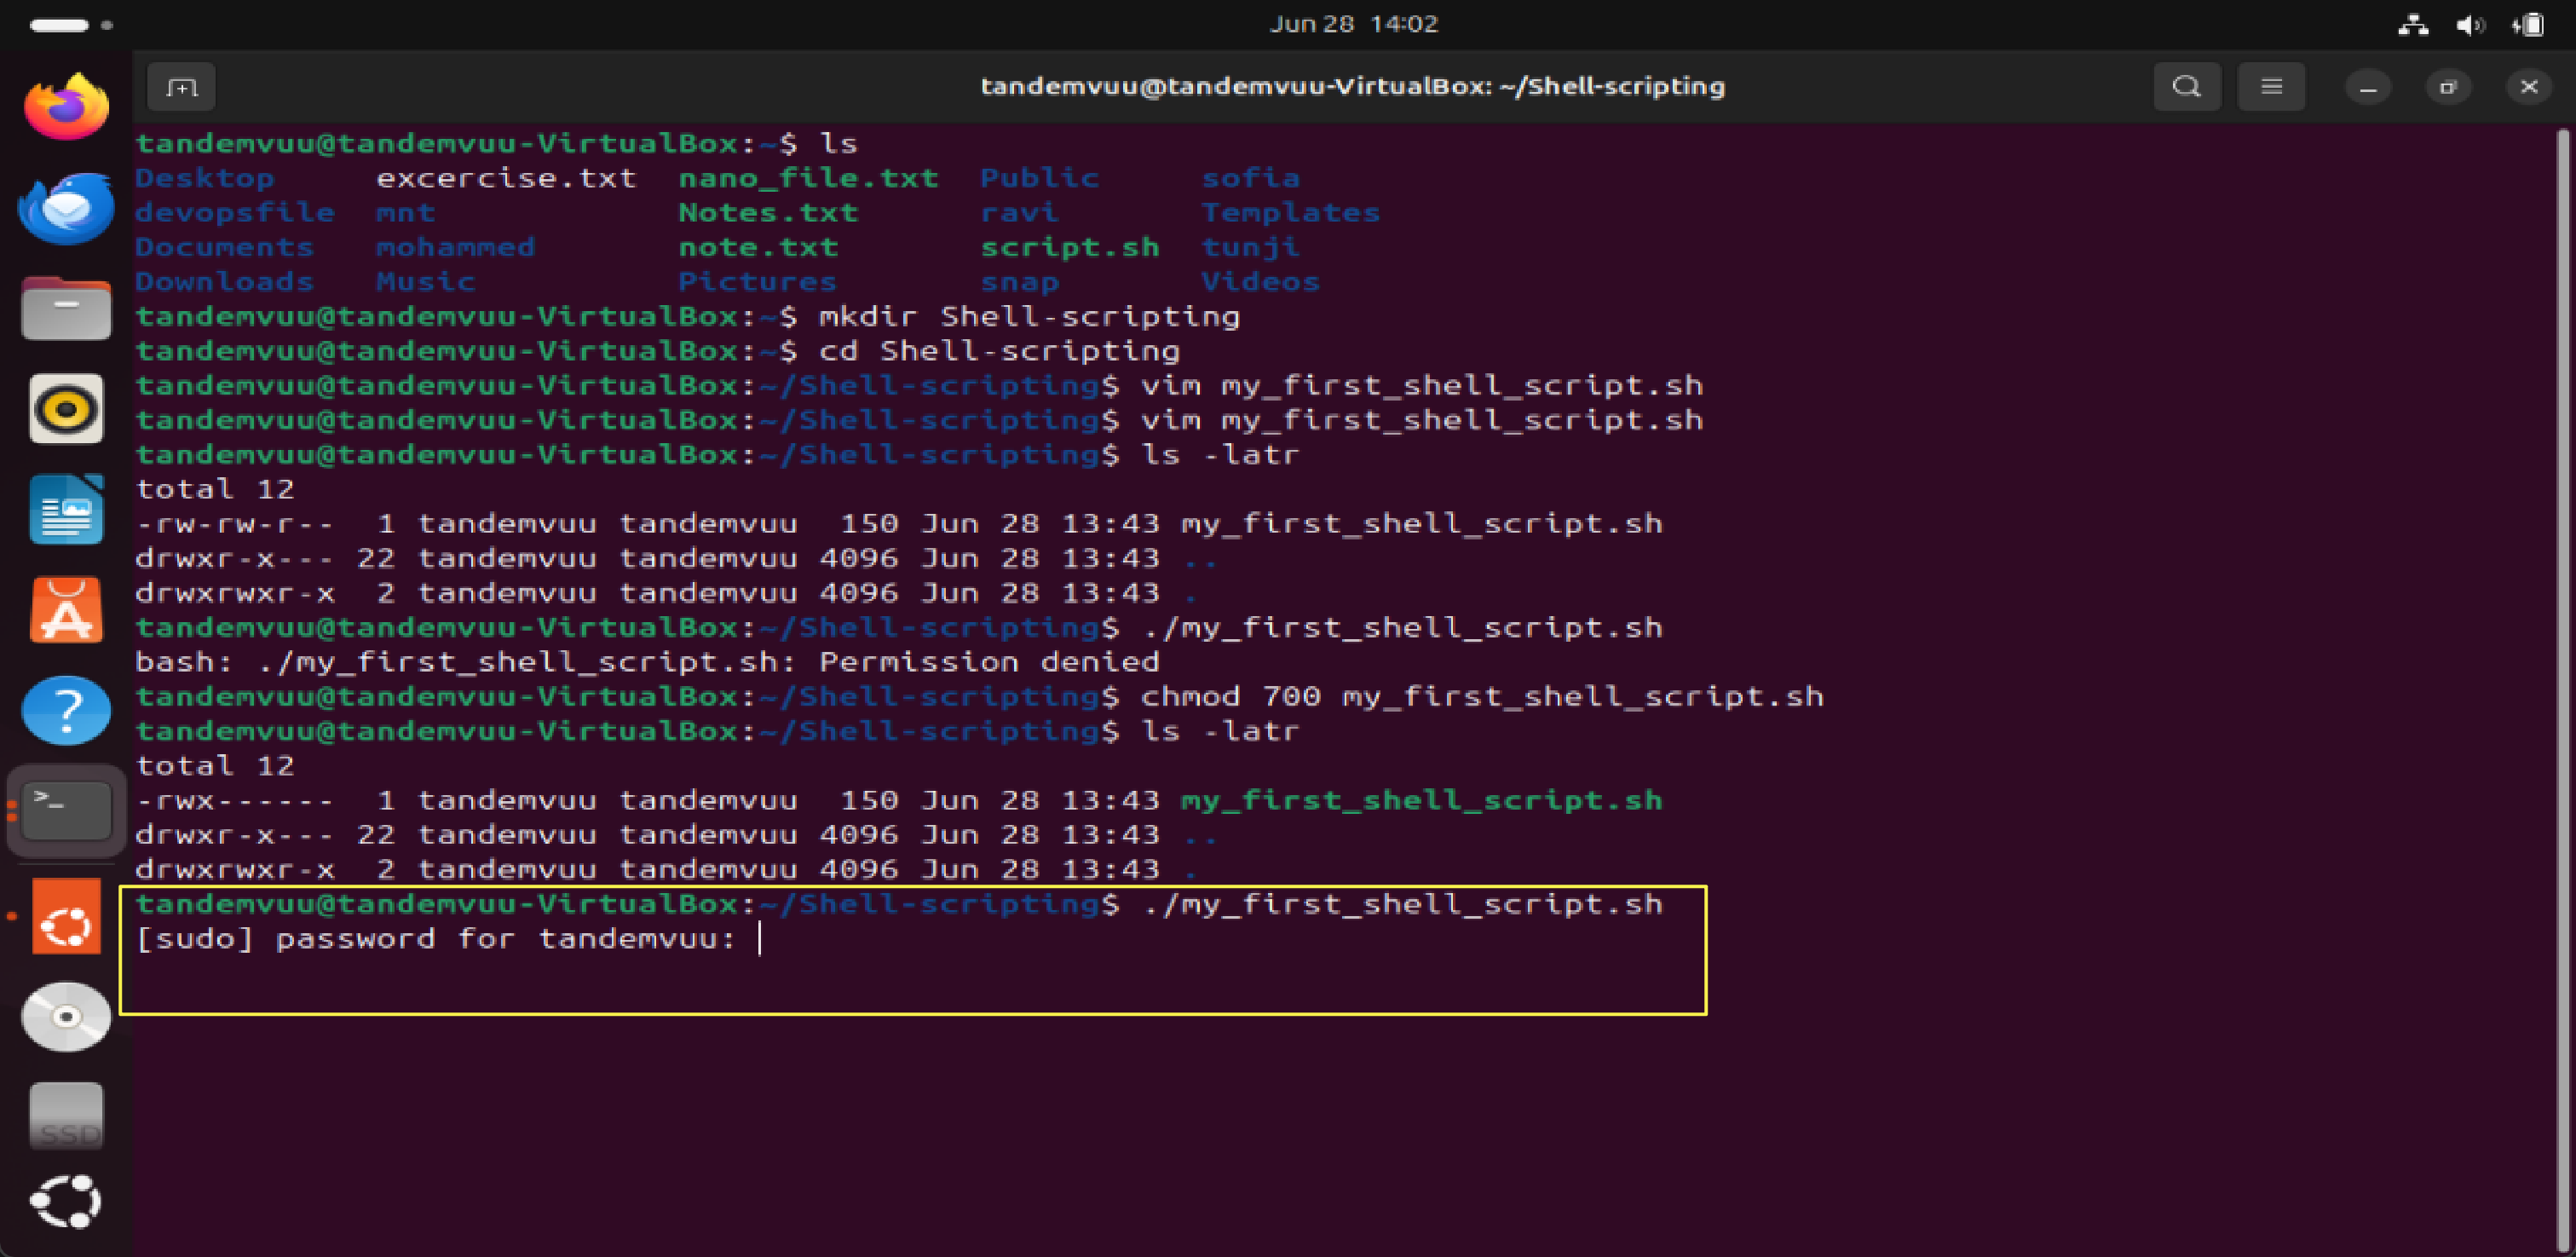 Jun 28 14:02
tandemvuu@tandemvuu-VirtualBox: ~/Shell-scripting
tandemvuu@tandemvuu-VirtualBox:~$ ls
Desktop excercise.txt nano_file.txt Public sofia
devopsfile mnt Notes.txt ravi Templates
Documents mohammed note.txt script.sh tunji
Downloads Music Pictures snap Videos
tandemvuu@tandemvuu-VirtualBox:~$ mkdir Shell-scripting
tandemvuu@tandemvuu-VirtualBox:~$ cd Shell-scripting
tandemvuu@tandemvuu-VirtualBox:~/Shell-scripting$ vim my_first_shell_script.sh
tandemvuu@tandemvuu-VirtualBox:~/Shell-scripting$ vim my_first_shell_script.sh
tandemvuu@tandemvuu-VirtualBox:~/Shell-scripting$ ls -latr
total 12
-rw-rw-r-- 1 tandemvuu tandemvuu 150 Jun 28 13:43 my_first_shell_script.sh
drwxr-x--- 22 tandemvuu tandemvuu 4096 Jun 28 13:43 ..
drwxrwxr-x 2 tandemvuu tandemvuu 4096 Jun 28 13:43 .
tandemvuu@tandemvuu-VirtualBox:~/Shell-scripting$ ./my_first_shell_script.sh
bash: ./my_first_shell_script.sh: Permission denied
tandemvuu@tandemvuu-VirtualBox:~/Shell-scripting$ chmod 700 my_first_shell_script.sh
tandemvuu@tandemvuu-VirtualBox:~/Shell-scripting$ ls -latr
total 12
-rwx------ 1 tandemvuu tandemvuu 150 Jun 28 13:43 my_first_shell_script.sh
drwxr-x--- 22 tandemvuu tandemvuu 4096 Jun 28 13:43 ..
drwxrwxr-x 2 tandemvuu tandemvuu 4096 Jun 28 13:43 .
tandemvuu@tandemvuu-VirtualBox:~/Shell-scripting$ ./my_first_shell_script.sh
[sudo] password for tandemvuu:
SSD